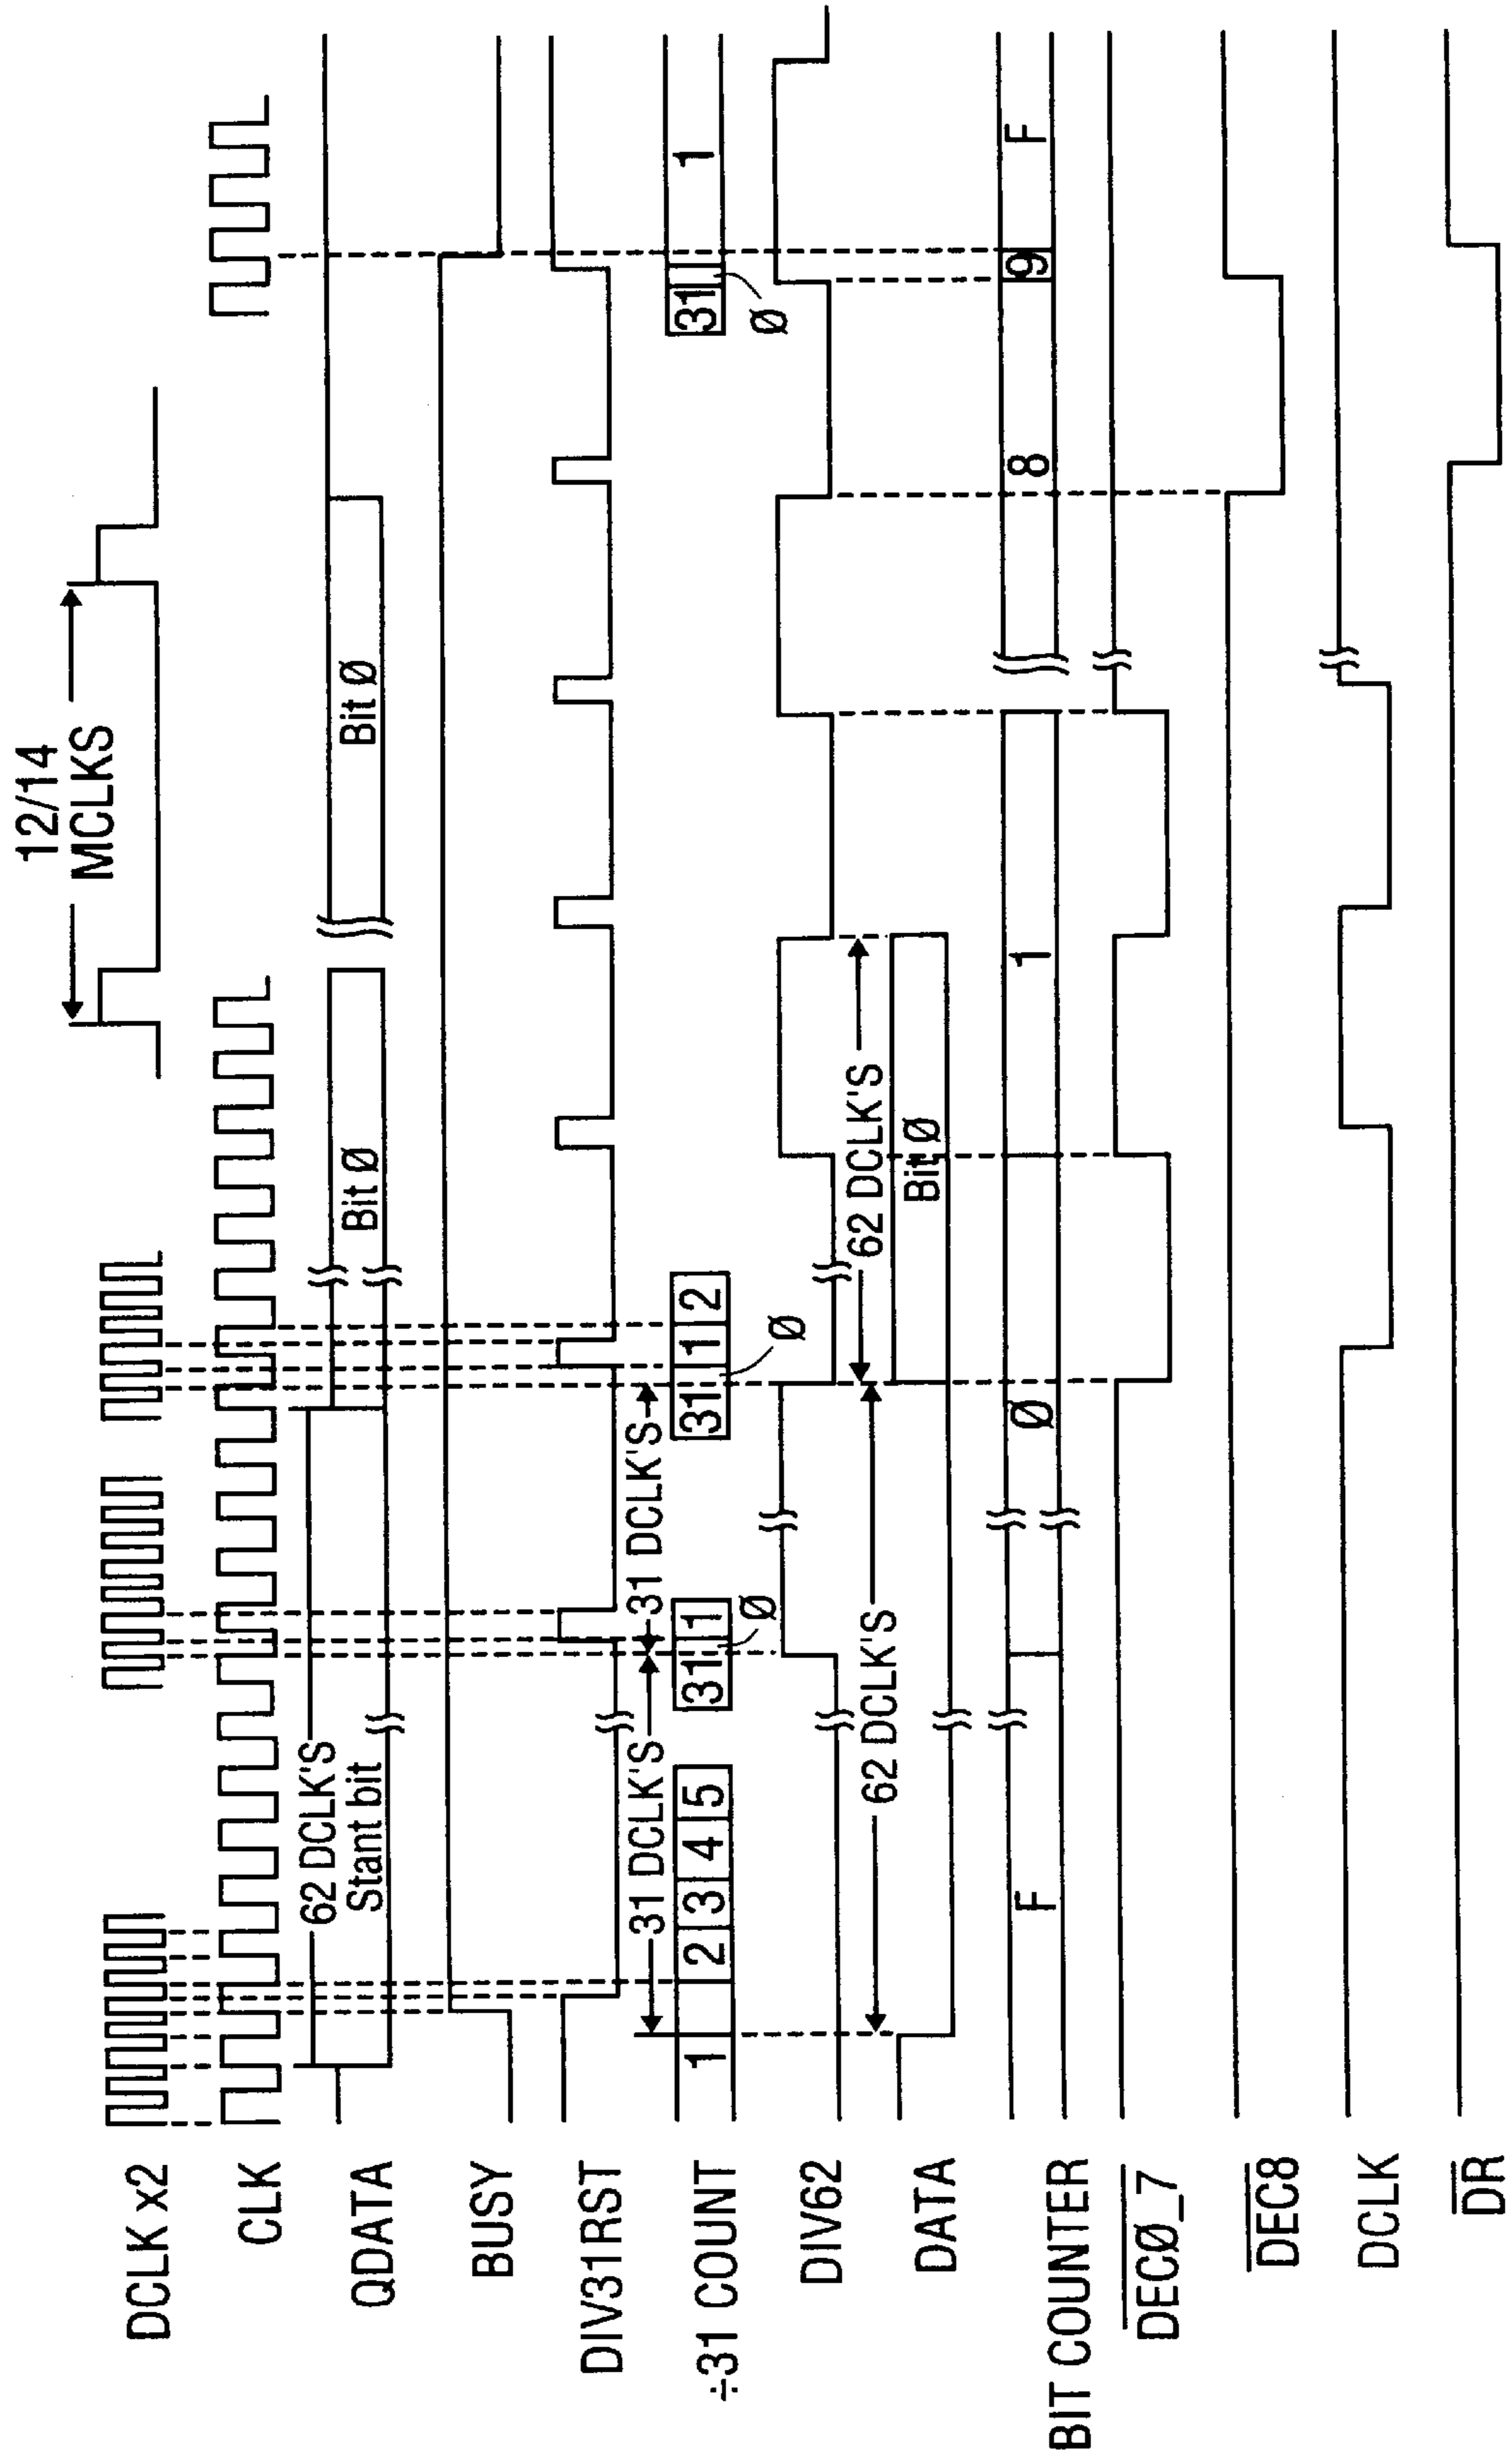 12/14
MCLKS
DCLK x2
CLK
QDATA
62 DCLK'S
Stant bit
Bit Ø
Bit Ø
BUSY
DIV31RST
31 DCLK'S
31 DCLK'S
÷31 COUNT
1 2 3 4 5 31 1 31 1 2 31 1
Ø
Ø
Ø
DIV62
62 DCLK'S
62 DCLK'S
DATA
Bit Ø
BIT COUNTER
F Ø 1 8 9 F
DECØ_7
DEC8
DCLK
DR